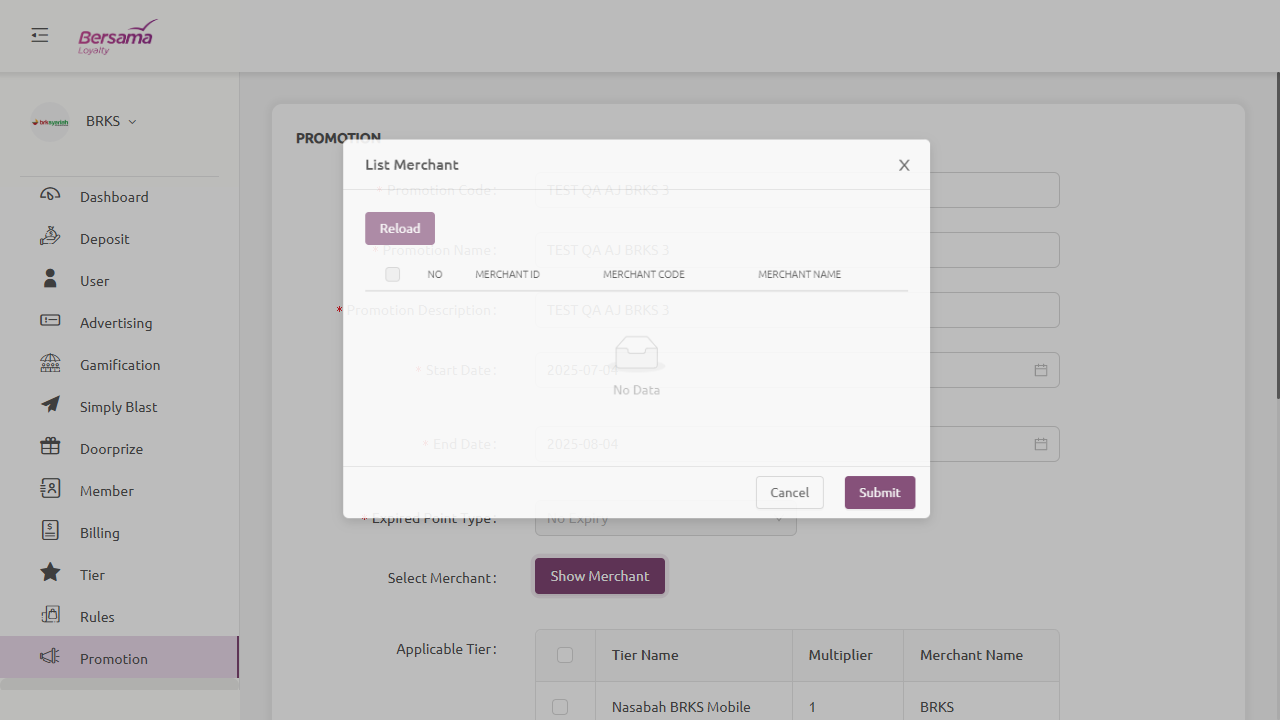 Bersama
Loyalty
brksyariah
BRKS
Dashboard
Deposit
User
Advertising
Gamification
Simply Blast
Doorprize
Member
Billing
Tier
Rules
Promotion
PROMOTION
List Merchant
* Promotion Code: TEST QA AJ BRKS 3
Reload
* Promotion Name: TEST QA AJ BRKS 3
NO MERCHANT ID MERCHANT CODE MERCHANT NAME
* Promotion Description: TEST QA AJ BRKS 3
* Start Date: 2025-07-04
No Data
* End Date: 2025-08-04
Cancel Submit
* Expired Point Type: No Expiry
Select Merchant: Show Merchant
Applicable Tier:
Tier Name Multiplier Merchant Name
Nasabah BRKS Mobile 1 BRKS